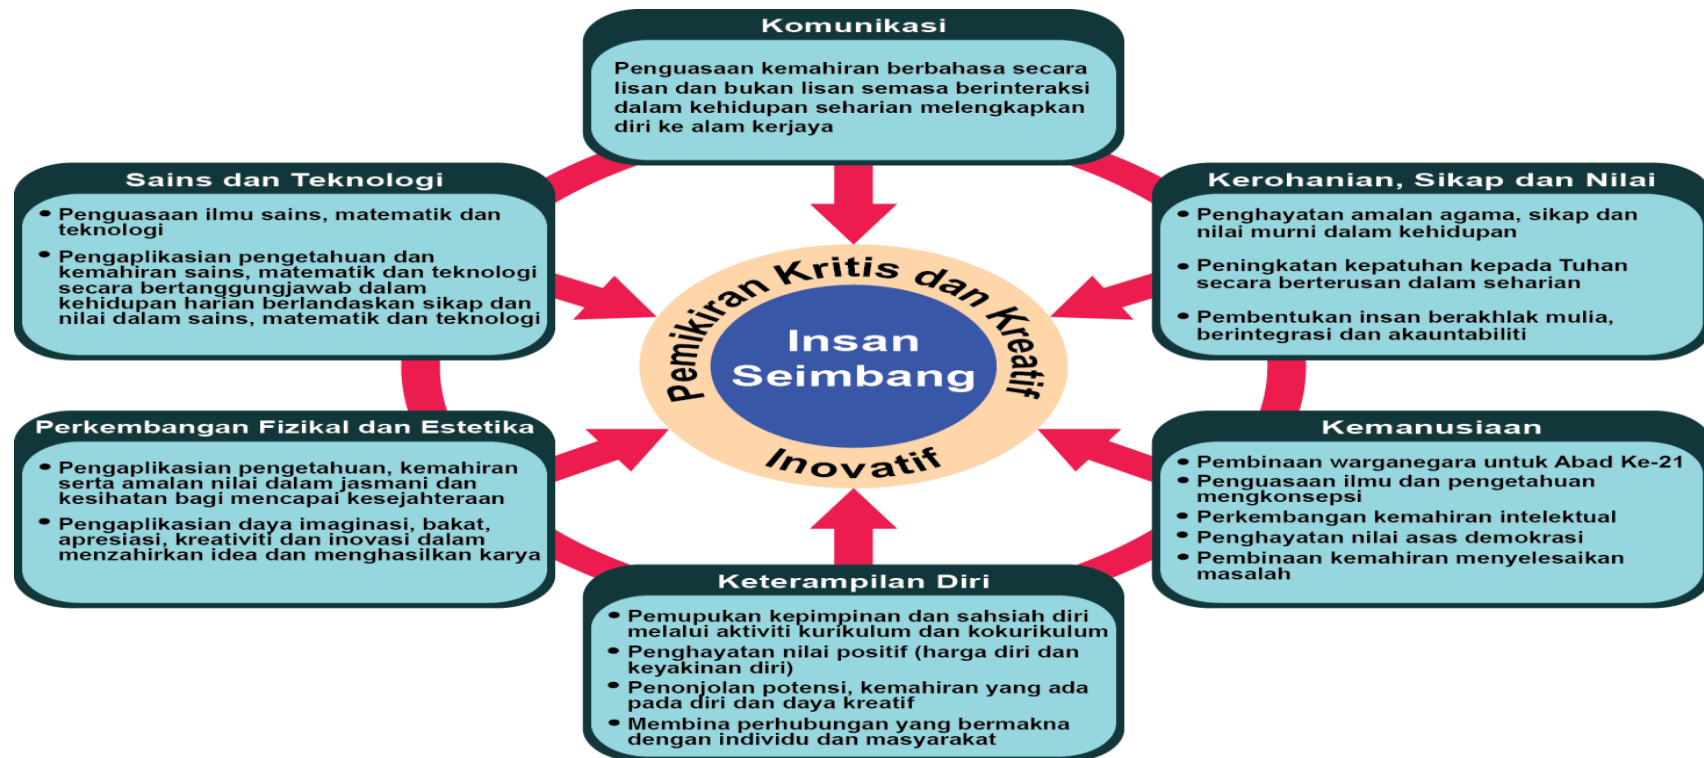 Komunikasi
Penguasaan kemahiran berbahasa secara
lisan dan bukan lisan semasa berinteraksi
dalam kehidupan seharian melengkapkan
diri ke alam kerjaya
Sains dan Teknologi
• Penguasaan ilmu sains, matematik dan
teknologi
• Pengaplikasian pengetahuan dan
kemahiran sains, matematik dan teknologi
secara bertanggungjawab dalam
kehidupan harian berlandaskan sikap dan
nilai dalam sains, matematik dan teknologi
Kerohanian, Sikap dan Nilai
• Penghayatan amalan agama, sikap dan
nilai murni dalam kehidupan
• Peningkatan kepatuhan kepada Tuhan
secara berterusan dalam seharian
• Pembentukan insan berakhlak mulia,
berintegrasi dan akauntabiliti
Pemikiran Kritis dan Kreatif
Insan
Seimbang
Inovatif
Perkembangan Fizikal dan Estetika
• Pengaplikasian pengetahuan, kemahiran
serta amalan nilai dalam jasmani dan
kesihatan bagi mencapai kesejahteraan
• Pengaplikasian daya imaginasi, bakat,
apresiasi, kreativiti dan inovasi dalam
menzahirkan idea dan menghasilkan karya
Kemanusiaan
• Pembinaan warganegara untuk Abad Ke-21
• Penguasaan ilmu dan pengetahuan
mengkonsepsi
• Perkembangan kemahiran intelektual
• Penghayatan nilai asas demokrasi
• Pembinaan kemahiran menyelesaikan
masalah
Keterampilan Diri
• Pemupukan kepimpinan dan sahsiah diri
melalui aktiviti kurikulum dan kokurikulum
• Penghayatan nilai positif (harga diri dan
keyakinan diri)
• Penonjolan potensi, kemahiran yang ada
pada diri dan daya kreatif
• Membina perhubungan yang bermakna
dengan individu dan masyarakat